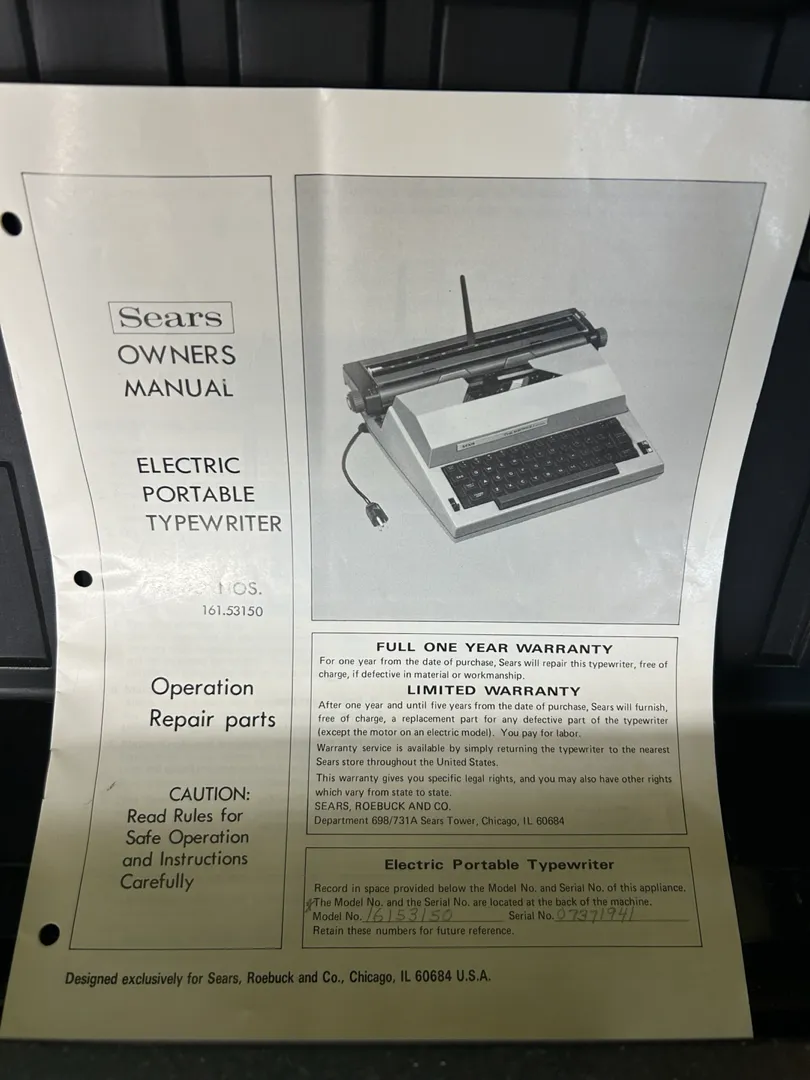 Sears
OWNERS
MANUAL
ELECTRIC
PORTABLE
TYPEWRITER
NOS.
161.53150
Operation
Repair parts
CAUTION:
Read Rules for
Safe Operation
and Instructions
Carefully
FULL ONE YEAR WARRANTY
For one year from the date of purchase, Sears will repair this typewriter, free of
charge, if defective in material or workmanship.
LIMITED WARRANTY
After one year and until five years from the date of purchase, Sears will furnish,
free of charge, a replacement part for any defective part of the typewriter
(except the motor on an electric model). You pay for labor.
Warranty service is available by simply returning the typewriter to the nearest
Sears store throughout the United States.
This warranty gives you specific legal rights, and you may also have other rights
which vary from state to state.
SEARS, ROEBUCK AND CO.
Department 698/731A Sears Tower, Chicago, IL 60684
Electric Portable Typewriter
Record in space provided below the Model No. and Serial No. of this appliance.
The Model No. and the Serial No. are located at the back of the machine.
Model No. 16153150 Serial No. 07371941
Retain these numbers for future reference.
Designed exclusively for Sears, Roebuck and Co., Chicago, IL 60684 U.S.A.